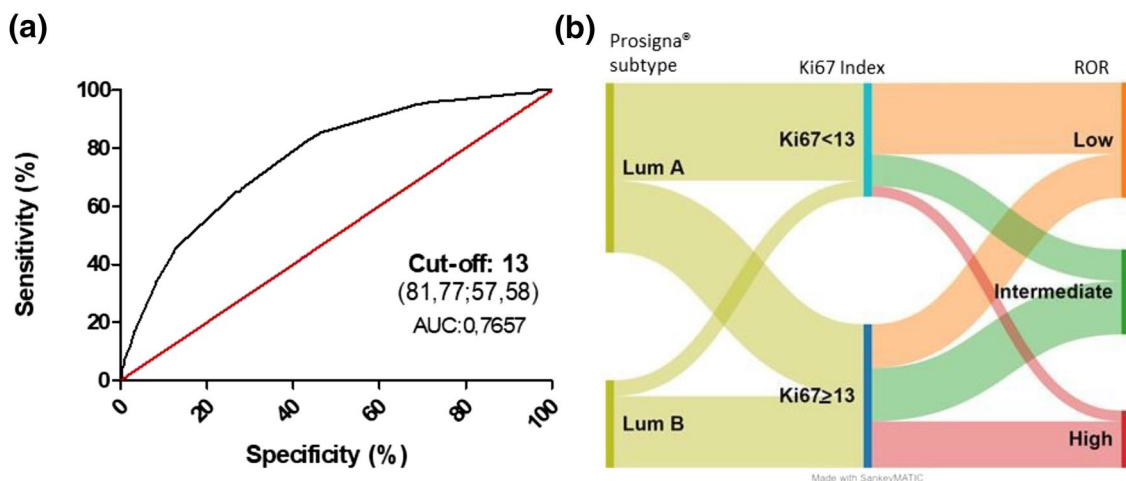 (a)
100
80
60
40
20
0
Sensitivity (%)
0 20 40 60 80 100
Specificity (%)
Cut-off: 13
(81,77;57,58)
AUC:0,7657
(b)
Prosigna®
subtype
Ki67 Index
ROR
Lum A
Lum B
Ki67<13
Ki67≥13
Low
Intermediate
High
Made with SankeyMATIC